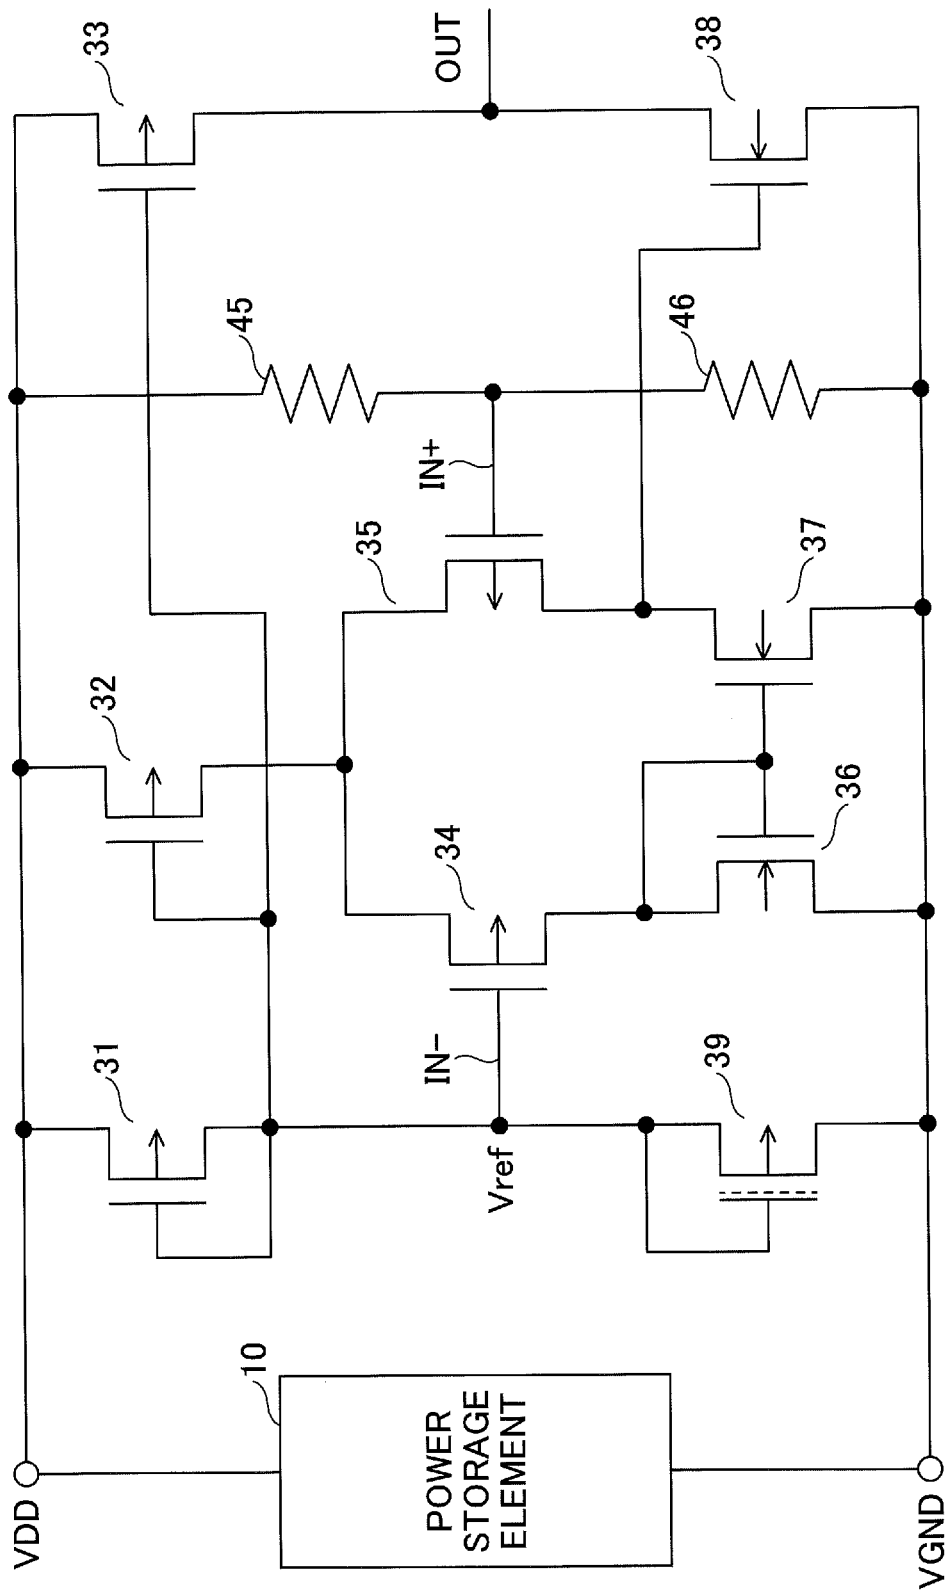 VDD
VGND
10
POWER
STORAGE
ELEMENT
31
39
Vref
IN−
34
36
32
35
37
IN+
45
46
33
38
OUT